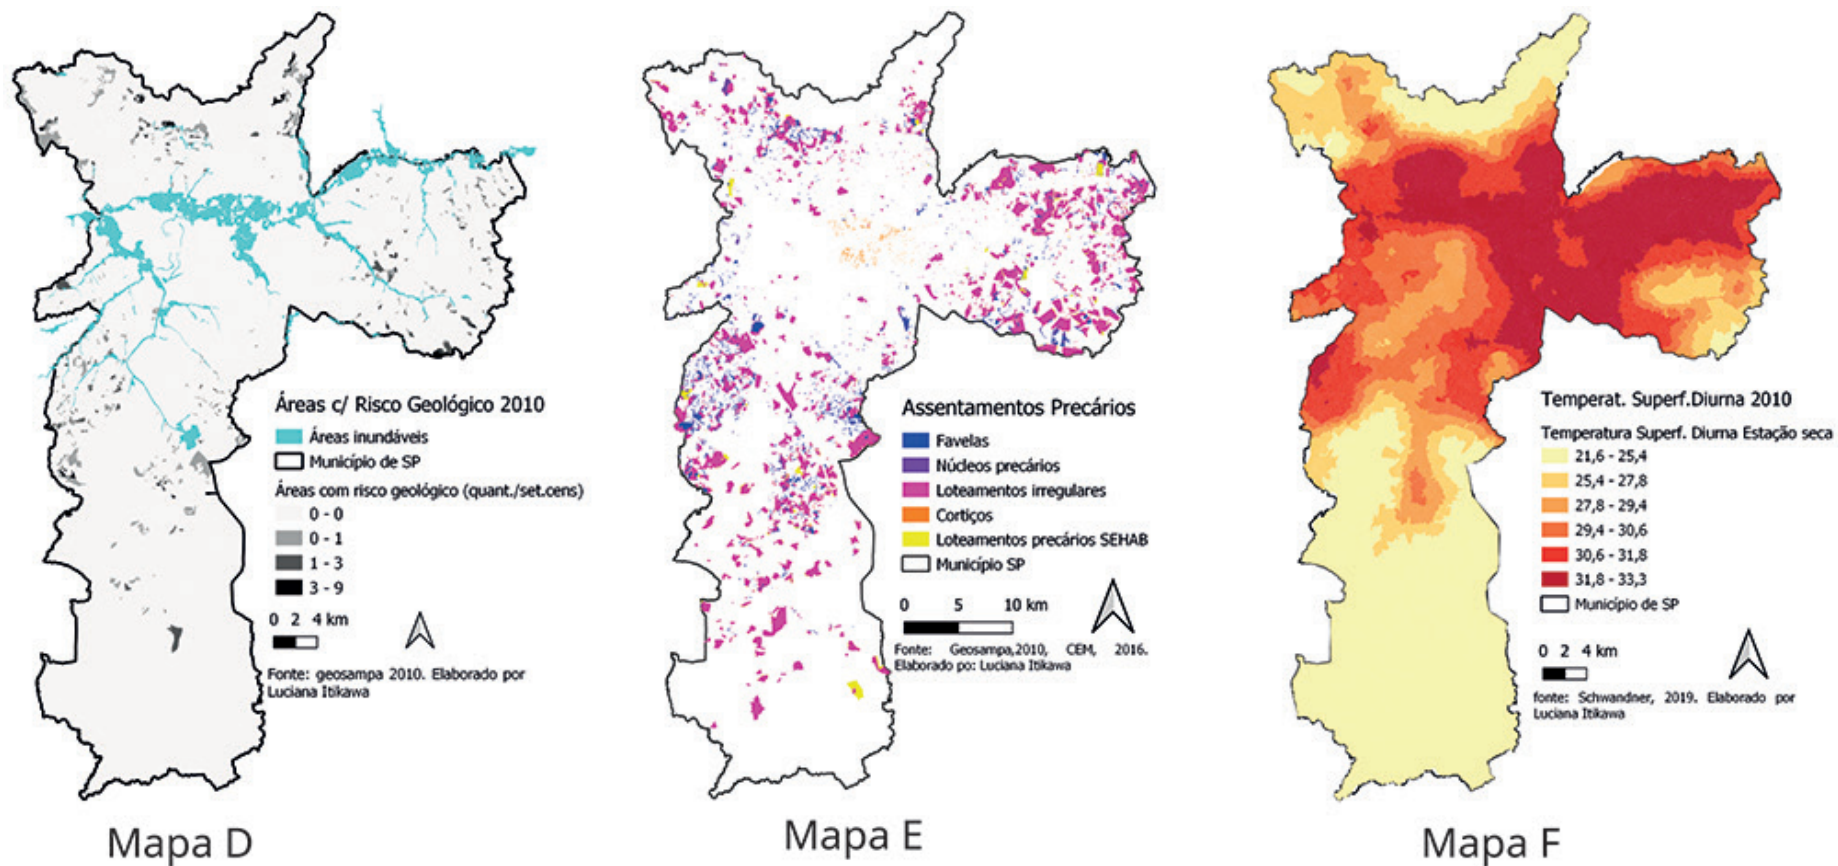 Áreas c/ Risco Geológico 2010
Áreas inundáveis
Município de SP
Áreas com risco geológico (quant./set.cens)
0 - 0
0 - 1
1 - 3
3 - 9
0 2 4 km
Fonte: geosampa 2010. Elaborado por
Luciana Itikawa
Mapa D
Assentamentos Precários
Favelas
Núcleos precários
Loteamentos irregulares
Cortiços
Loteamentos precários SEHAB
Município SP
0 5 10 km
Fonte: Geosampa,2010, CEM, 2016.
Elaborado po: Luciana Itikawa
Mapa E
Temperat. Superf.Diurna 2010
Temperatura Superf. Diurna Estação seca
21,6 - 25,4
25,4 - 27,8
27,8 - 29,4
29,4 - 30,6
30,6 - 31,8
31,8 - 33,3
Município de SP
0 2 4 km
fonte: Schwandner, 2019. Elaborado por
Luciana Itikawa
Mapa F